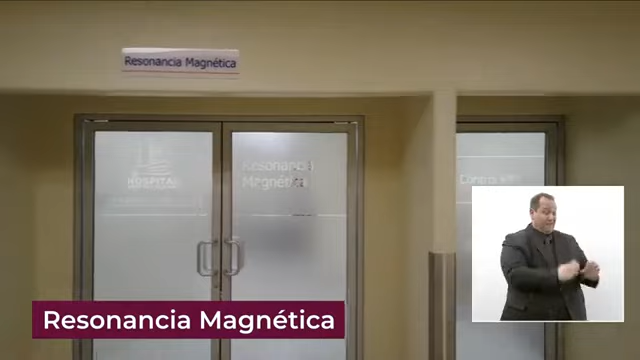 Resonancia Magnética
HOSPITAL
Resonancia
Magnética
Resonancia Magnética